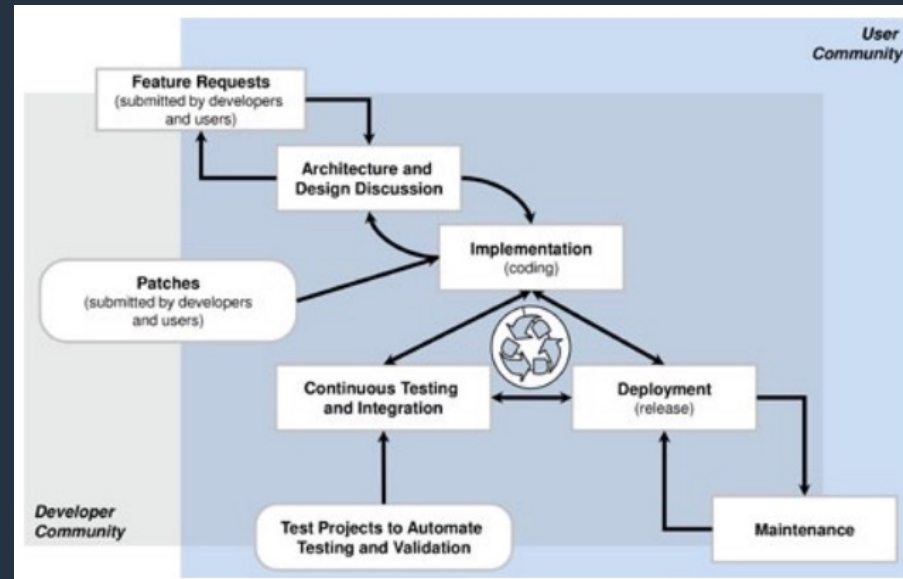 User
Community
Feature Requests
(submitted by developers
and users)
Architecture and
Design Discussion
Implementation
(coding)
Patches
(submitted by developers
and users)
Continuous Testing
and Integration
Deployment
(release)
Developer
Community
Test Projects to Automate
Testing and Validation
Maintenance